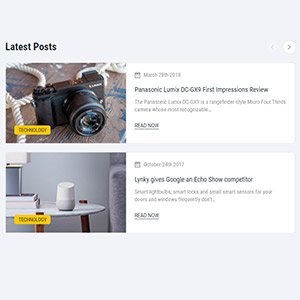 Latest Posts
March 29th 2018
Panasonic Lumix DC-GX9 First Impressions Review
The Panasonic Lumix DC-GX9 is a rangefinder-style Micro Four Thirds
camera whose most recognizable...
READ NOW
TECHNOLOGY
October 24th 2017
Lynky gives Google an Echo Show competitor
Smart lightbulbs, smart locks and small smart sensors for your
doors and windows frequently don't...
READ NOW
TECHNOLOGY